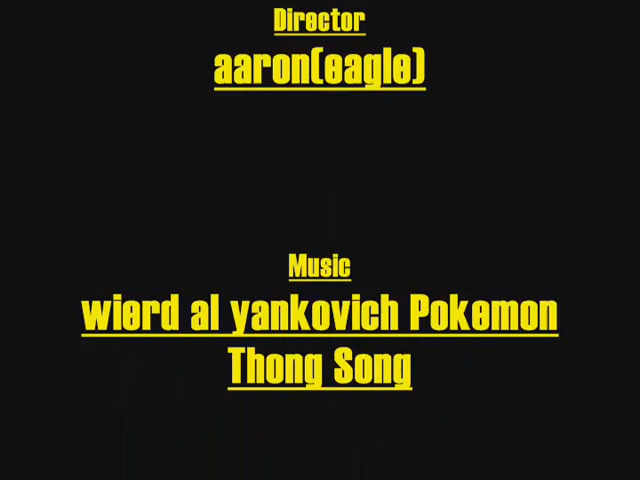 Director
aaron(eagle)
Music
wierd al yankovich Pokemon
Thong Song